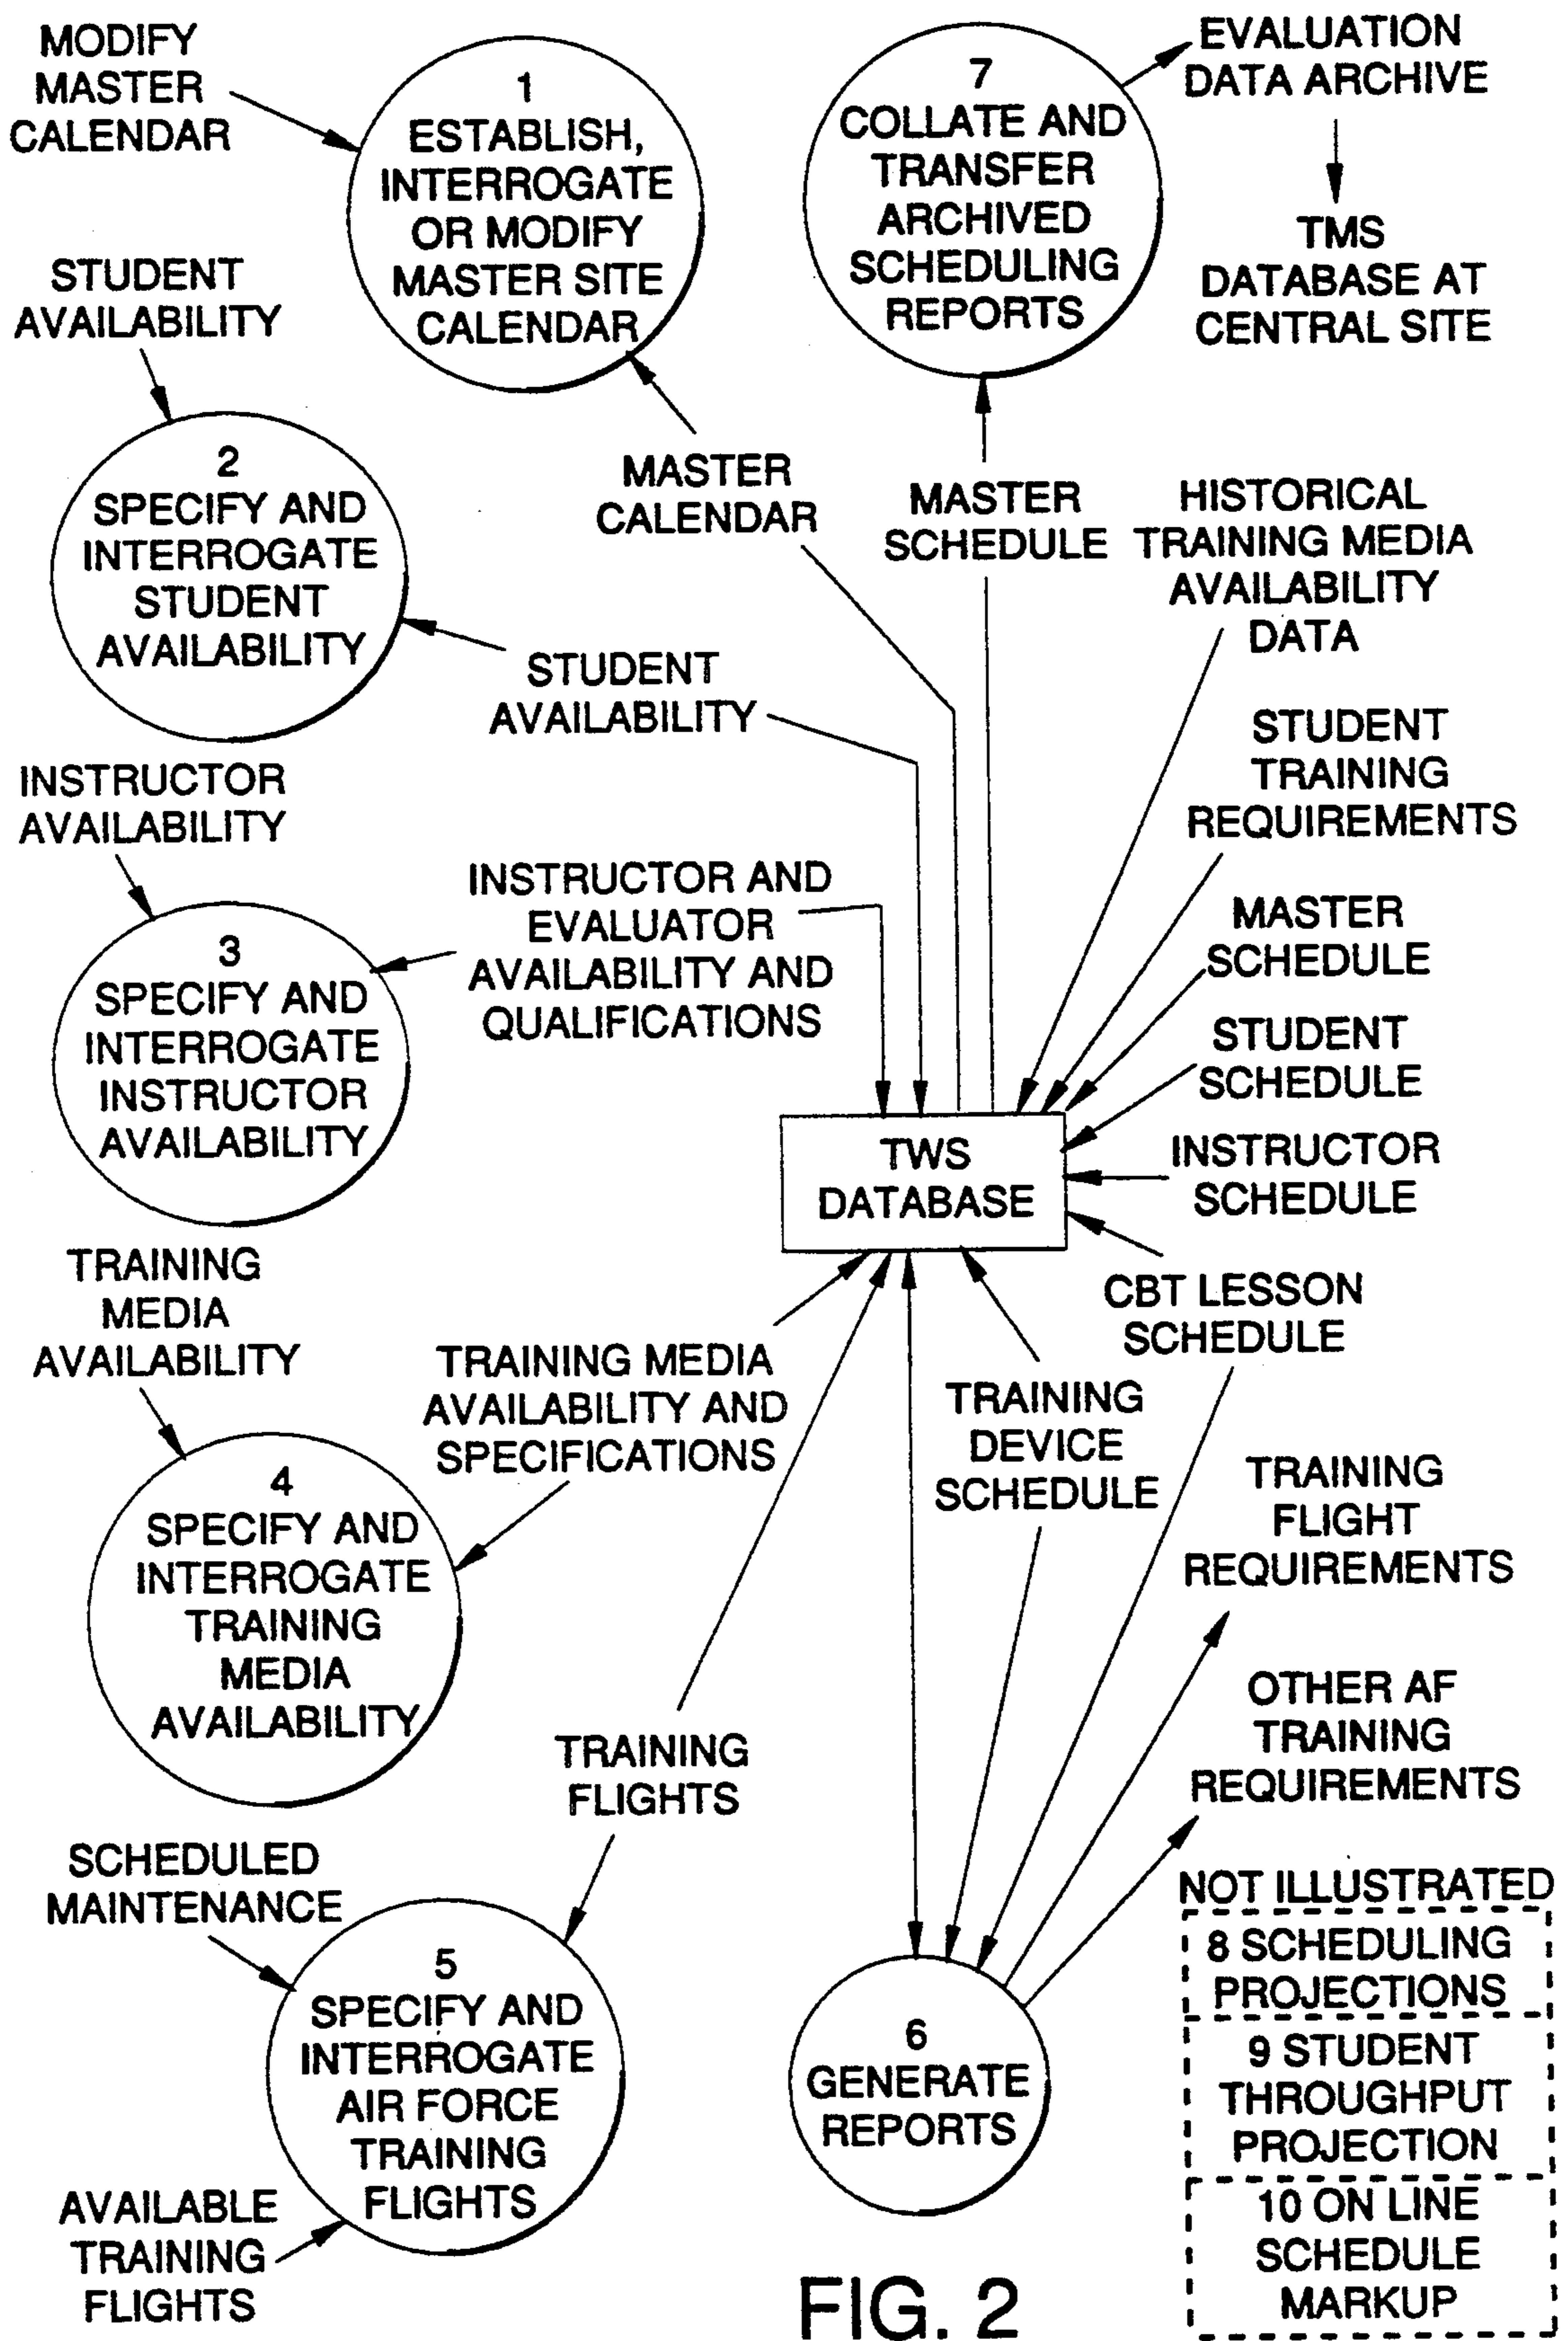 MODIFY
MASTER
CALENDAR
1
ESTABLISH,
INTERROGATE
OR MODIFY
MASTER SITE
CALENDAR
7
COLLATE AND
TRANSFER
ARCHIVED
SCHEDULING
REPORTS
EVALUATION
DATA ARCHIVE
TMS
DATABASE AT
CENTRAL SITE
STUDENT
AVAILABILITY
2
SPECIFY AND
INTERROGATE
STUDENT
AVAILABILITY
MASTER
CALENDAR
MASTER
SCHEDULE
HISTORICAL
TRAINING MEDIA
AVAILABILITY
DATA
STUDENT
AVAILABILITY
STUDENT
TRAINING
REQUIREMENTS
INSTRUCTOR
AVAILABILITY
3
SPECIFY AND
INTERROGATE
INSTRUCTOR
AVAILABILITY
INSTRUCTOR AND
EVALUATOR
AVAILABILITY AND
QUALIFICATIONS
MASTER
SCHEDULE
STUDENT
SCHEDULE
TWS
DATABASE
INSTRUCTOR
SCHEDULE
CBT LESSON
SCHEDULE
TRAINING
MEDIA
AVAILABILITY
TRAINING MEDIA
AVAILABILITY AND
SPECIFICATIONS
TRAINING
DEVICE
SCHEDULE
4
SPECIFY AND
INTERROGATE
TRAINING
MEDIA
AVAILABILITY
TRAINING
FLIGHT
REQUIREMENTS
TRAINING
FLIGHTS
OTHER AF
TRAINING
REQUIREMENTS
SCHEDULED
MAINTENANCE
5
SPECIFY AND
INTERROGATE
AIR FORCE
TRAINING
FLIGHTS
AVAILABLE
TRAINING
FLIGHTS
6
GENERATE
REPORTS
NOT ILLUSTRATED
8 SCHEDULING
PROJECTIONS
9 STUDENT
THROUGHPUT
PROJECTION
10 ON LINE
SCHEDULE
MARKUP
FIG. 2